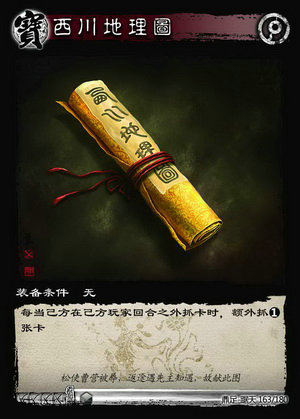 寶
西川地理圖
西川地理圖
装备条件 无
每当己方在己方玩家回合之外抓卡时，额外抓1
张卡
松使曹营被辱，返途遇先主知遇，故献此图
163/180